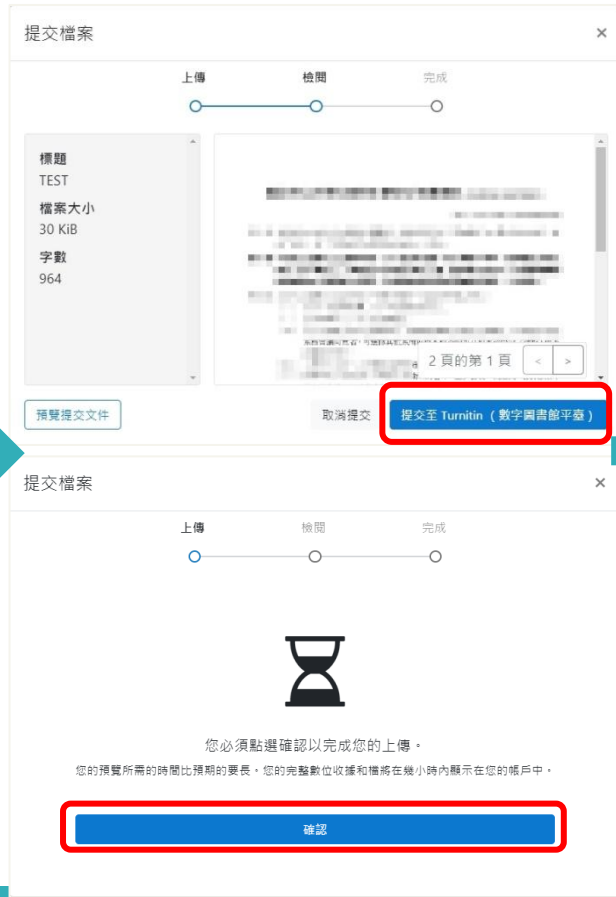 提交檔案 ×
上傳 檢閱 完成
標題
TEST
檔案大小
30 KiB
字數
964
2 頁的第 1 頁 < >
預覽提交文件 取消提交 提交至 Turnitin （數字圖書館平臺）
提交檔案 ×
上傳 檢閱 完成
您必須點選確認以完成您的上傳。
您的預覽所需的時間比預期的要長。您的完整數位收據和檔將在幾小時內顯示在您的帳戶中。
確認